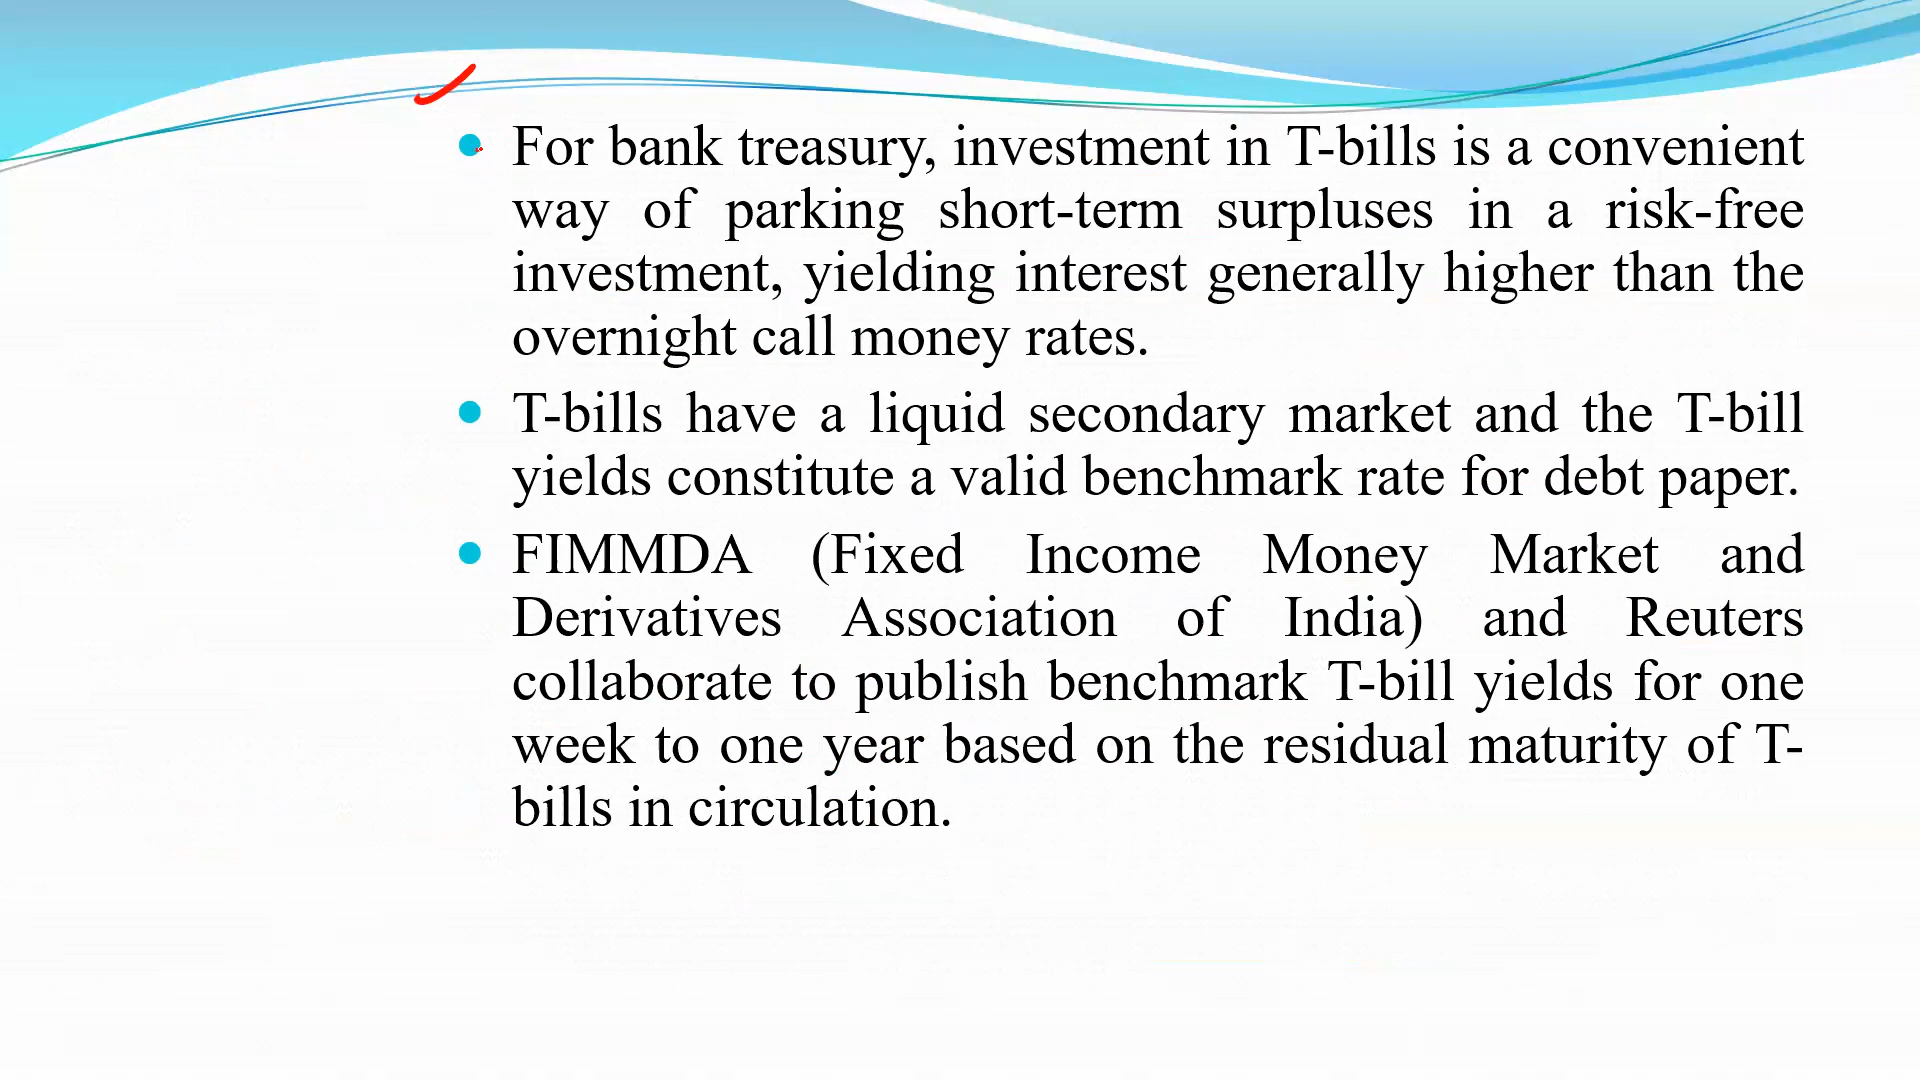 For bank treasury, investment in T-bills is a convenient
way of parking short-term surpluses in a risk-free
investment, yielding interest generally higher than the
overnight call money rates.
T-bills have a liquid secondary market and the T-bill
yields constitute a valid benchmark rate for debt paper.
FIMMDA (Fixed Income Money Market and
Derivatives Association of India) and Reuters
collaborate to publish benchmark T-bill yields for one
week to one year based on the residual maturity of T-
bills in circulation.